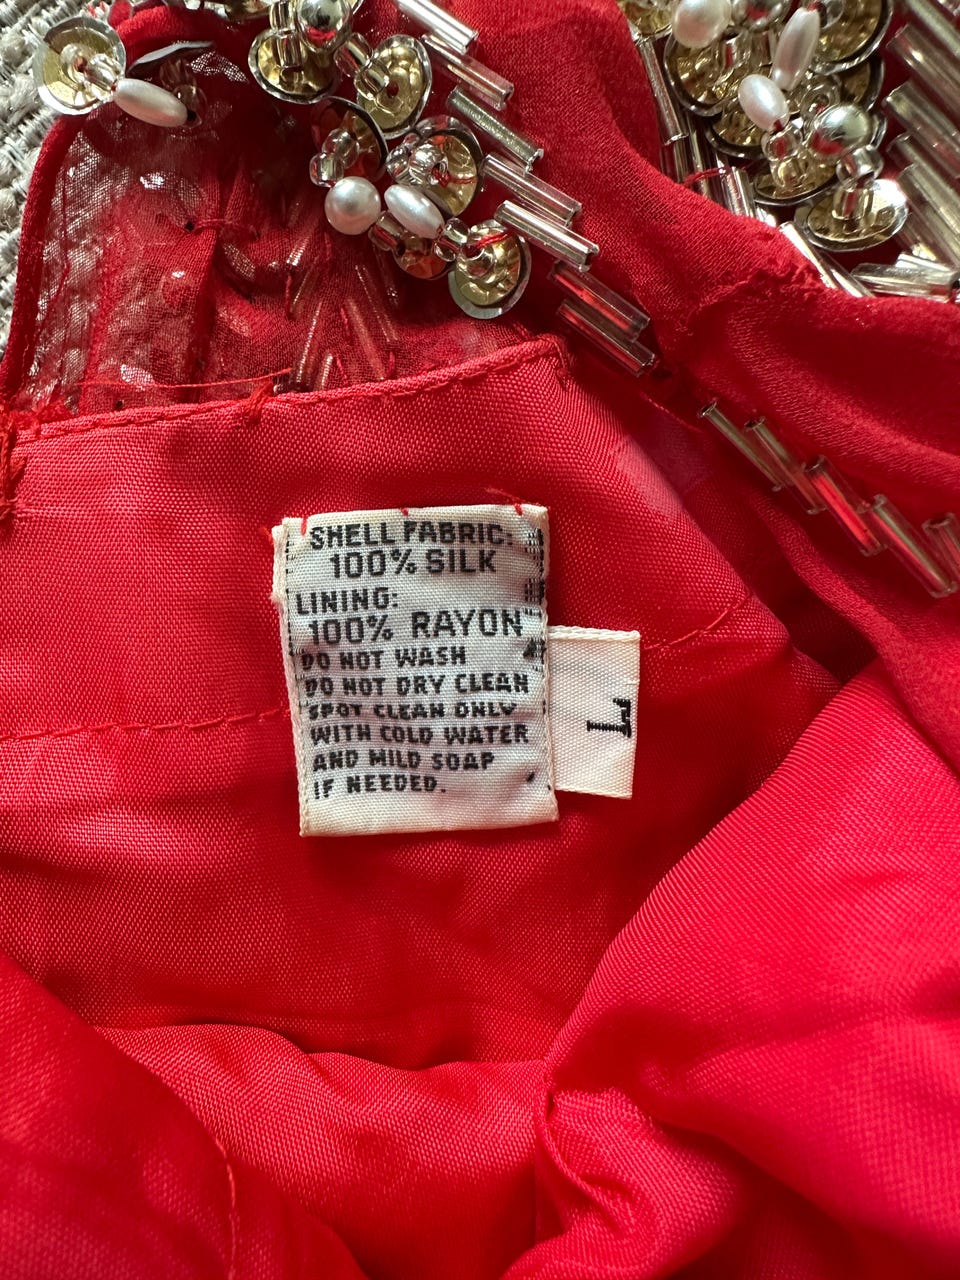 SHELL FABRIC:
100% SILK
LINING:
100% RAYON
DO NOT WASH
DO NOT DRY CLEAN
SPOT CLEAN ONLY
WITH COLD WATER
AND MILD SOAP
IF NEEDED.
L